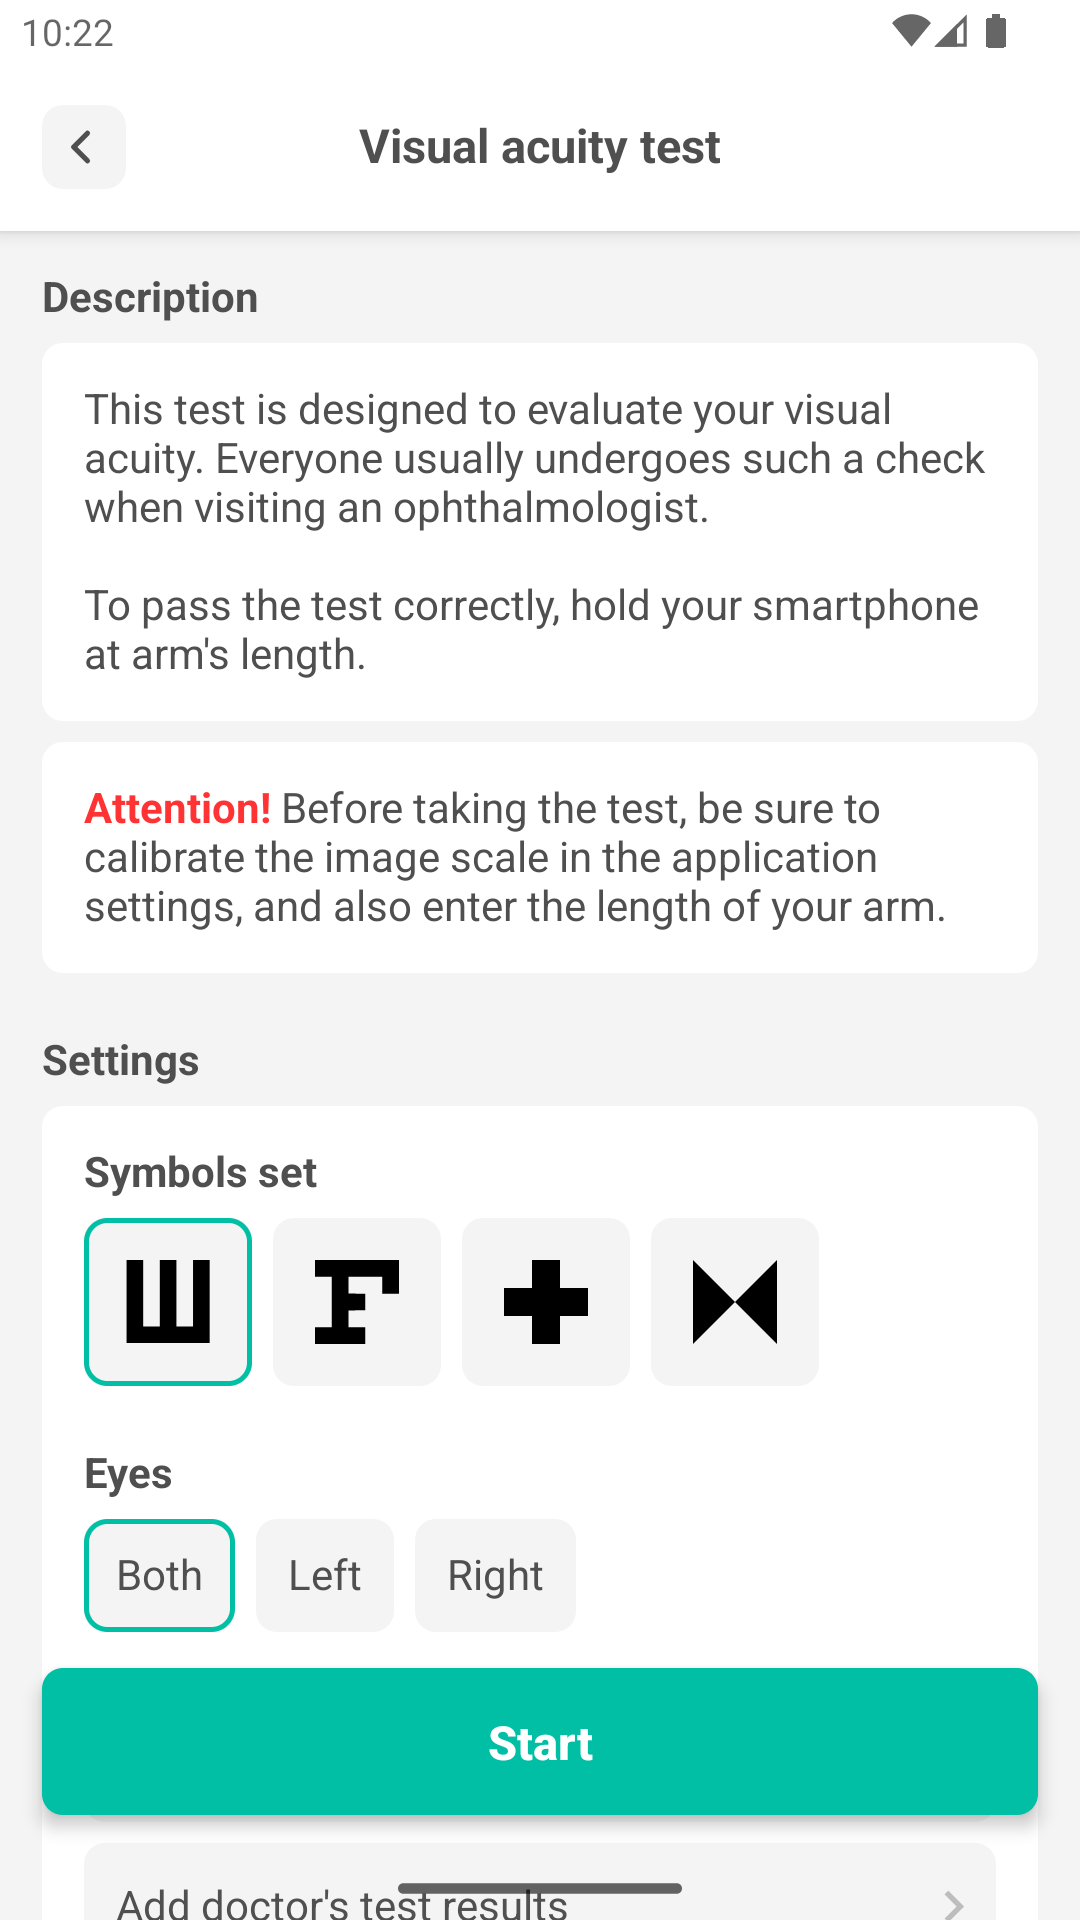 10:22
Visual acuity test
Description
This test is designed to evaluate your visual
acuity. Everyone usually undergoes such a check
when visiting an ophthalmologist.
To pass the test correctly, hold your smartphone
at arm's length.
Attention! Before taking the test, be sure to
calibrate the image scale in the application
settings, and also enter the length of your arm.
Settings
Symbols set
Ш F
Eyes
Both Left Right
Start
Add doctor's test results